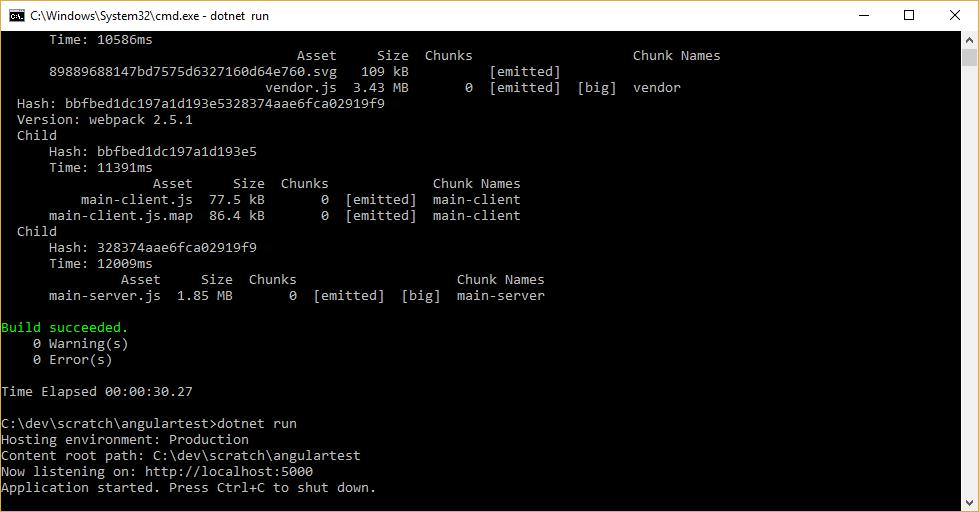 C:\Windows\System32\cmd.exe - dotnet run
Time: 10586ms
Asset Size Chunks Chunk Names
89889688147bd7575d6327160d64e760.svg 109 kB [emitted]
vendor.js 3.43 MB 0 [emitted] [big] vendor
Hash: bbfbed1dc197a1d193e5328374aae6fca02919f9
Version: webpack 2.5.1
Child
Hash: bbfbed1dc197a1d193e5
Time: 11391ms
Asset Size Chunks Chunk Names
main-client.js 77.5 kB 0 [emitted] main-client
main-client.js.map 86.4 kB 0 [emitted] main-client
Child
Hash: 328374aae6fca02919f9
Time: 12009ms
Asset Size Chunks Chunk Names
main-server.js 1.85 MB 0 [emitted] [big] main-server
Build succeeded.
0 Warning(s)
0 Error(s)
Time Elapsed 00:00:30.27
C:\dev\scratch\angulartest>dotnet run
Hosting environment: Production
Content root path: C:\dev\scratch\angulartest
Now listening on: http://localhost:5000
Application started. Press Ctrl+C to shut down.